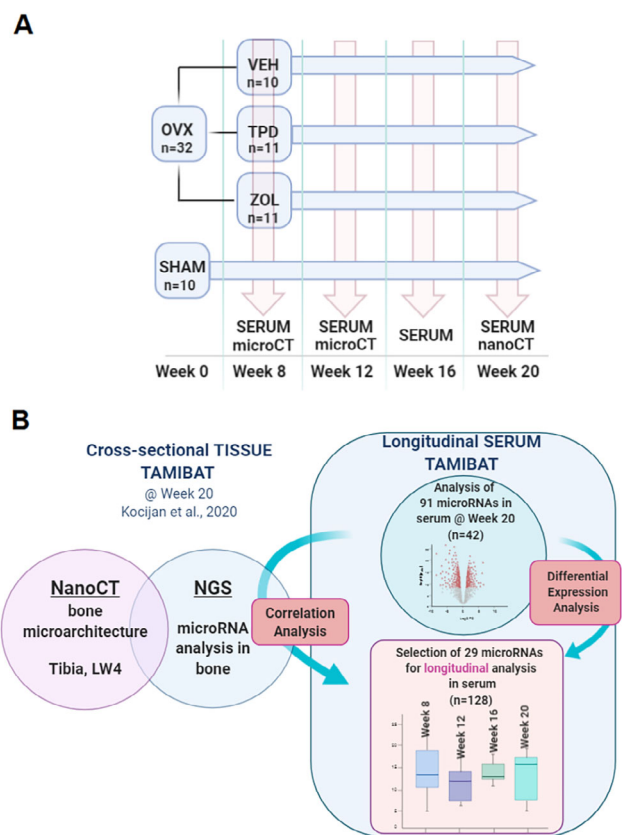 A
VEH
n=10
OVX
n=32
TPD
n=11
ZOL
n=11
SHAM
n=10
SERUM
microCT
SERUM
microCT
SERUM
SERUM
nanoCT
Week 0
Week 8
Week 12
Week 16
Week 20
B
Cross-sectional TISSUE
TAMIBAT
@ Week 20
Kocijan et al., 2020
Longitudinal SERUM
TAMIBAT
Analysis of
91 microRNAs in
serum @ Week 20
(n=42)
NanoCT
bone
microarchitecture
Tibia, LW4
NGS
microRNA
analysis in
bone
Correlation
Analysis
Differential
Expression
Analysis
Selection of 29 microRNAs
for longitudinal analysis
in serum
(n=128)
Week 8
Week 12
Week 16
Week 20